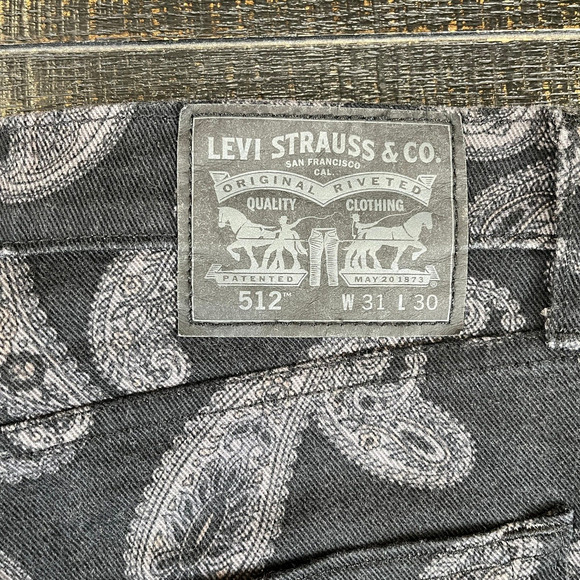 LEVI STRAUSS & CO.
SAN FRANCISCO
CAL.
ORIGINAL RIVETED
QUALITY CLOTHING
PATENTED MAY 20 1873
512™ W 31 L 30